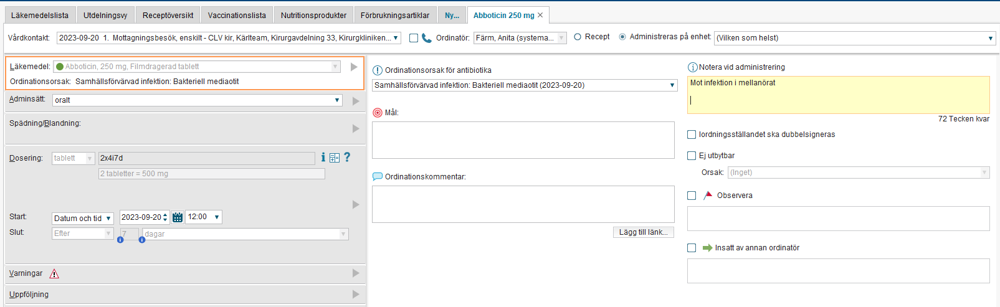 Läkemedelslista Utdelningsvy Receptöversikt Vaccinationslista Nutritionsprodukter Förbrukningsartiklar Ny... Abboticin 250 mg
Vårdkontakt: 2023-09-20 1. Mottagningsbesök, enskilt - CLV kir, Kärlteam, Kirurgavdelning 33, Kirurgkliniken... Ordinatör: Färm, Anita (systema... Recept Administreras på enhet: (Vilken som helst)
Läkemedel: Abboticin, 250 mg, Filmdragerad tablett
Ordinationsorsak: Samhällsförvärvad infektion: Bakteriell mediaotit
Adminsätt: oralt
Spädning/Blandning:
Dosering: tablett 2x4i7d
2 tabletter = 500 mg
Start: Datum och tid 2023-09-20 12:00
Slut: Efter 7 dagar
Varningar
Uppföljning
Ordinationsorsak för antibiotika
Samhällsförvärvad infektion: Bakteriell mediaotit (2023-09-20)
Mål:
Ordinationskommentar:
Lägg till länk...
Notera vid administrering
Mot infektion i mellanörat
72 Tecken kvar
Iordningsställandet ska dubbelsigneras
Ej utbytbar
Orsak: (Inget)
Observera
Insatt av annan ordinatör